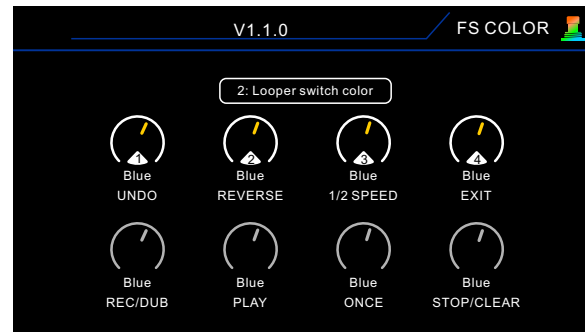 V1.1.0
FS COLOR
2: Looper switch color
1 2 3 4
Blue Blue Blue Blue
UNDO REVERSE 1/2 SPEED EXIT
Blue Blue Blue Blue
REC/DUB PLAY ONCE STOP/CLEAR